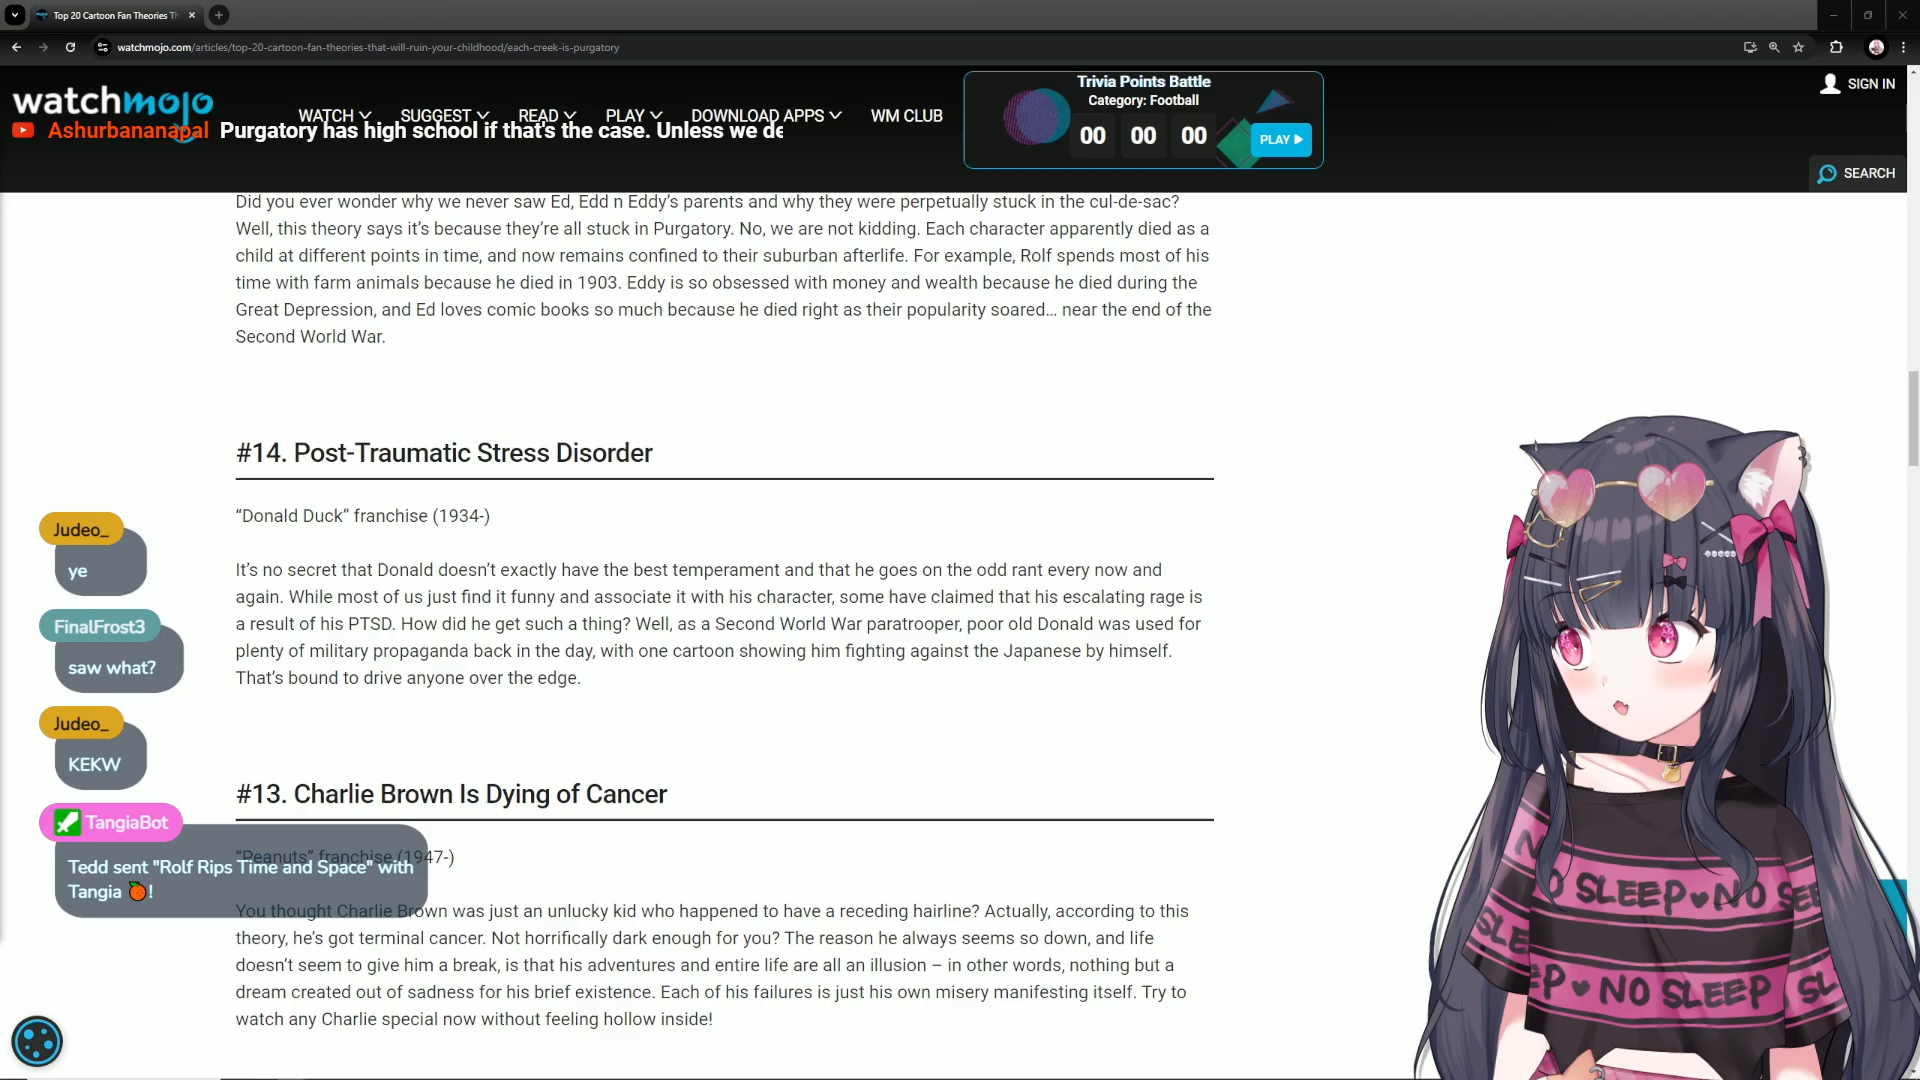 Top 20 Cartoon Fan Theories Th
watchmojo.com/articles/top-20-cartoon-fan-theories-that-will-ruin-your-childhood/each-creek-is-purgatory
watchmojo
WATCH
SUGGEST
READ
PLAY
DOWNLOAD APPS
WM CLUB
Trivia Points Battle
Category: Football
00 00 00
PLAY
SIGN IN
SEARCH
Ashurbananapal Purgatory has high school if that's the case. Unless we de
Did you ever wonder why we never saw Ed, Edd n Eddy's parents and why they were perpetually stuck in the cul-de-sac?
Well, this theory says it's because they're all stuck in Purgatory. No, we are not kidding. Each character apparently died as a
child at different points in time, and now remains confined to their suburban afterlife. For example, Rolf spends most of his
time with farm animals because he died in 1903. Eddy is so obsessed with money and wealth because he died during the
Great Depression, and Ed loves comic books so much because he died right as their popularity soared... near the end of the
Second World War.
#14. Post-Traumatic Stress Disorder
“Donald Duck” franchise (1934-)
It's no secret that Donald doesn't exactly have the best temperament and that he goes on the odd rant every now and
again. While most of us just find it funny and associate it with his character, some have claimed that his escalating rage is
a result of his PTSD. How did he get such a thing? Well, as a Second World War paratrooper, poor old Donald was used for
plenty of military propaganda back in the day, with one cartoon showing him fighting against the Japanese by himself.
That's bound to drive anyone over the edge.
#13. Charlie Brown Is Dying of Cancer
“Peanuts” franchise (1947-)
You thought Charlie Brown was just an unlucky kid who happened to have a receding hairline? Actually, according to this
theory, he's got terminal cancer. Not horrifically dark enough for you? The reason he always seems so down, and life
doesn't seem to give him a break, is that his adventures and entire life are all an illusion – in other words, nothing but a
dream created out of sadness for his brief existence. Each of his failures is just his own misery manifesting itself. Try to
watch any Charlie special now without feeling hollow inside!
Judeo_
ye
FinalFrost3
saw what?
Judeo_
KEKW
TangiaBot
Tedd sent "Rolf Rips Time and Space" with
Tangia 🍊!
NO SLEEP♥NO SEE
SLEEP♥NO SLEEP SL